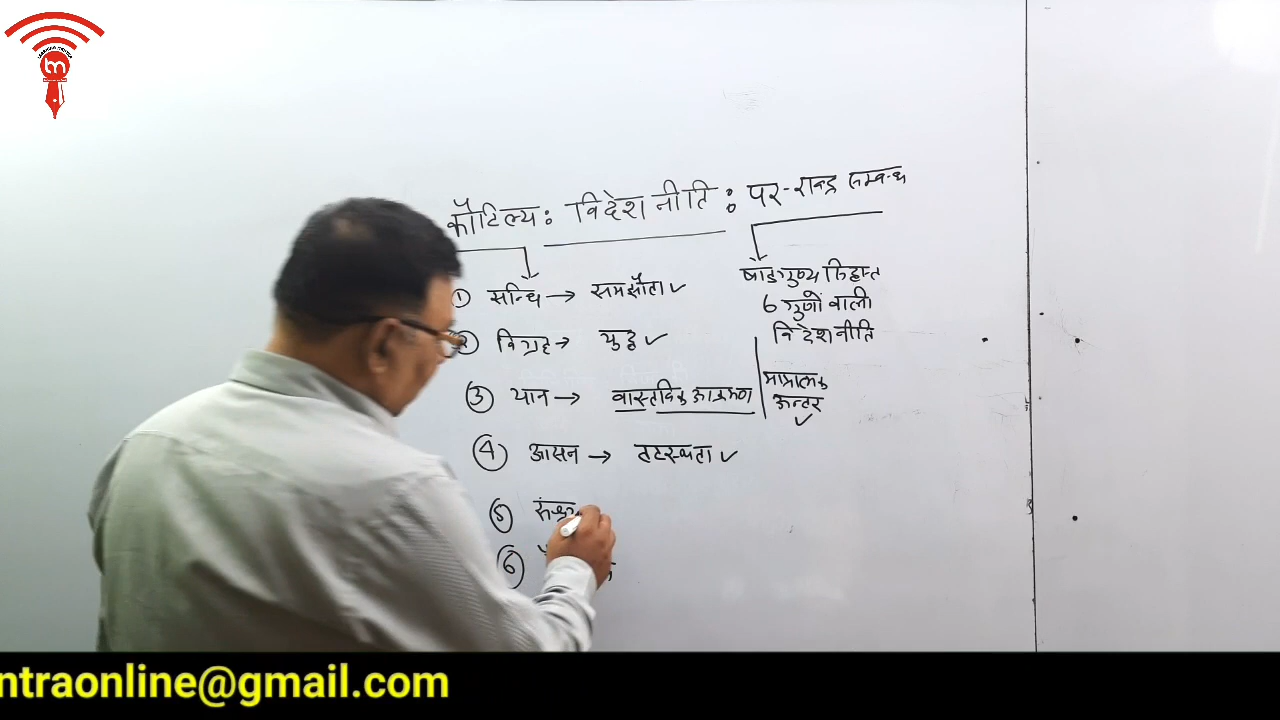 कौटिल्य : विदेश नीति : पर-राष्ट्र सम्बन्ध
① सन्धि → समझौता ✓
② विग्रह → युद्ध ✓
③ यान → वास्तविक आक्रमण
④ आसन → तटस्थता ✓
⑤ संश्रय
⑥
षाड्गुण्य सिद्धान्त
6 गुणों वाली
विदेश नीति
अन्तर ✓
ntraonline@gmail.com